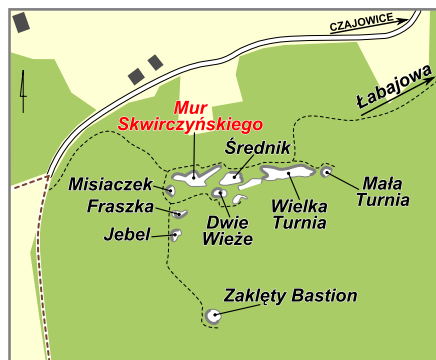 CZAJOWICE
Łabajowa
Mur
Skwirczyńskiego
Średnik
Misiaczek
Mała
Turnia
Fraszka
Wielka
Turnia
Dwie
Wieże
Jebel
Zaklęty Bastion